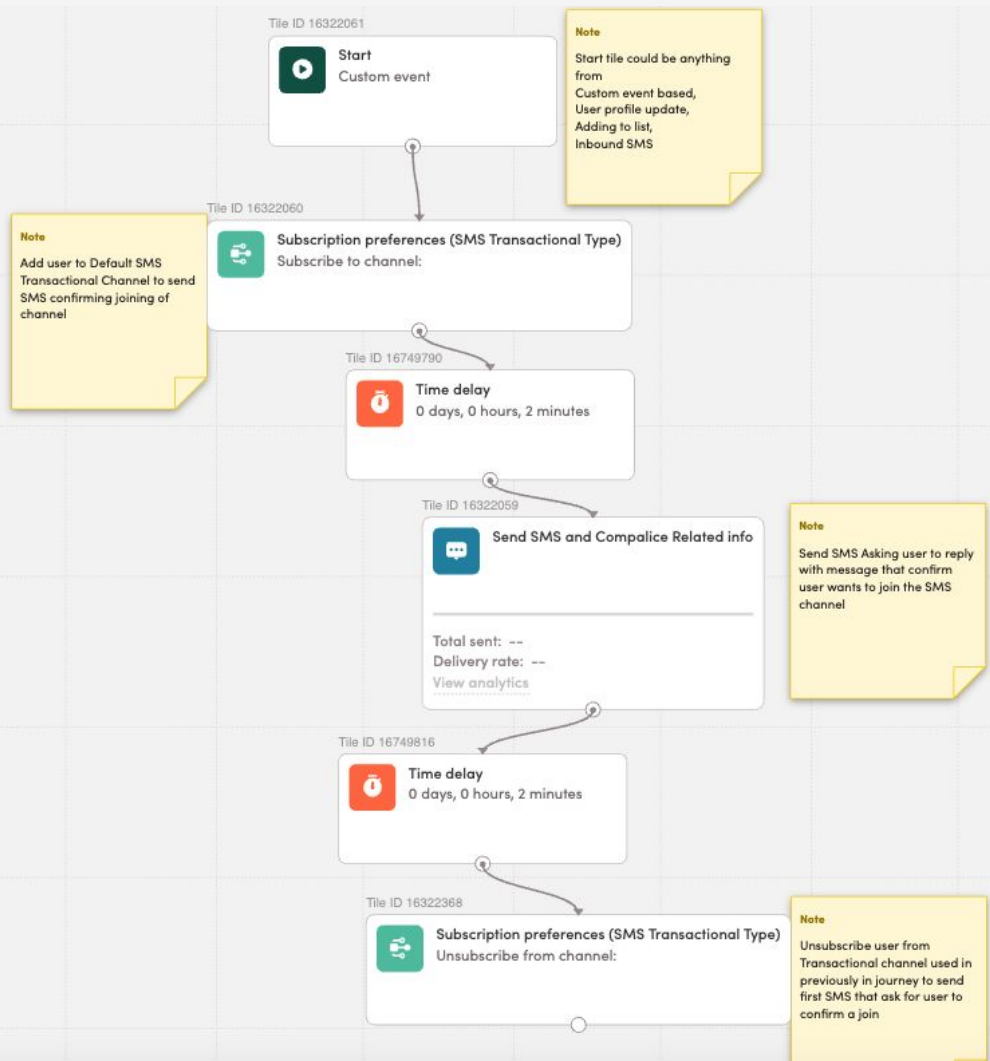 Tile ID 16322061
Start
Custom event
Note
Start tile could be anything
from
Custom event based,
User profile update,
Adding to list,
Inbound SMS
Tile ID 16322060
Subscription preferences (SMS Transactional Type)
Subscribe to channel:
Note
Add user to Default SMS
Transactional Channel to send
SMS confirming joining of
channel
Tile ID 16749790
Time delay
0 days, 0 hours, 2 minutes
Tile ID 16322059
Send SMS and Compalice Related info
Total sent: --
Delivery rate: --
View analytics
Note
Send SMS Asking user to reply
with message that confirm
user wants to join the SMS
channel
Tile ID 16749816
Time delay
0 days, 0 hours, 2 minutes
Tile ID 16322368
Subscription preferences (SMS Transactional Type)
Unsubscribe from channel:
Note
Unsubscribe user from
Transactional channel used in
previously in journey to send
first SMS that ask for user to
confirm a join